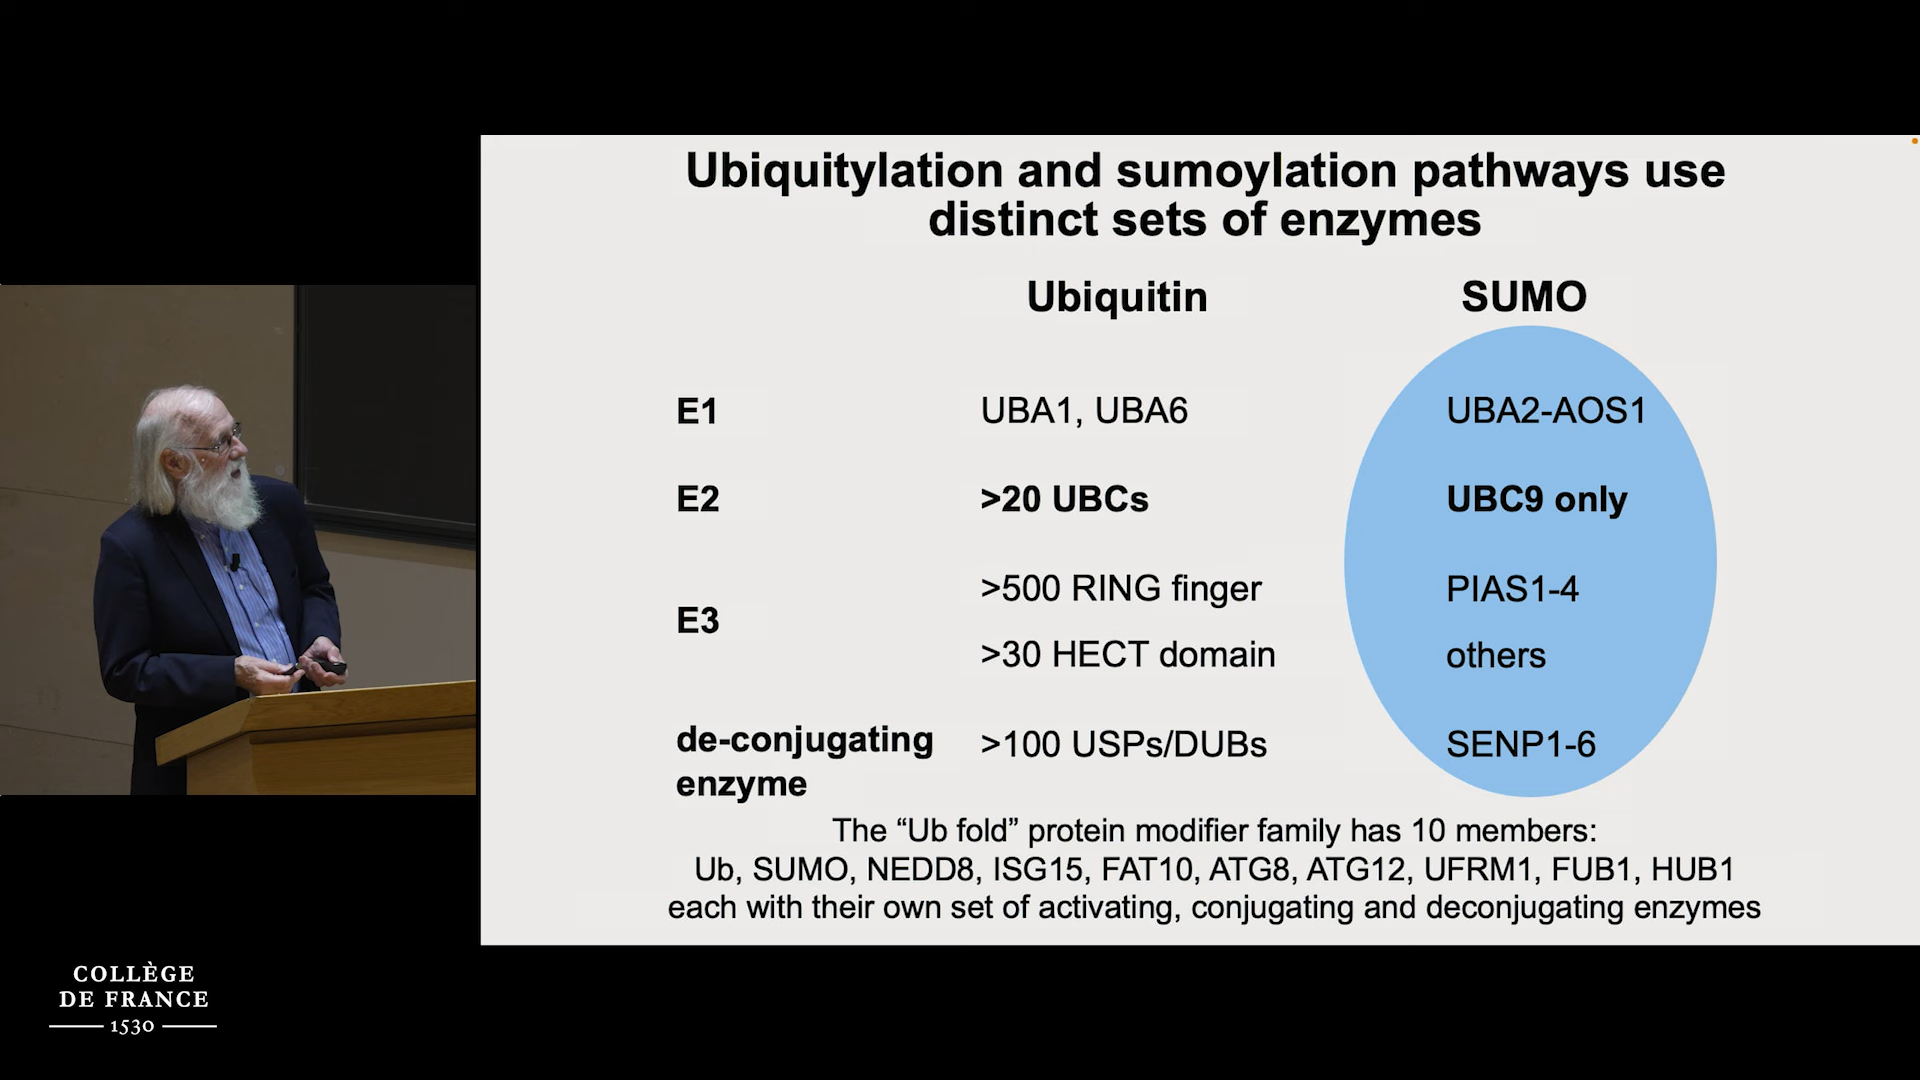 Ubiquitylation and sumoylation pathways use
distinct sets of enzymes
Ubiquitin SUMO
E1 UBA1, UBA6 UBA2-AOS1
E2 >20 UBCs UBC9 only
E3
>500 RING finger PIAS1-4
>30 HECT domain others
de-conjugating
enzyme
>100 USPs/DUBs SENP1-6
The “Ub fold” protein modifier family has 10 members:
Ub, SUMO, NEDD8, ISG15, FAT10, ATG8, ATG12, UFRM1, FUB1, HUB1
each with their own set of activating, conjugating and deconjugating enzymes
COLLÈGE
DE FRANCE
1530